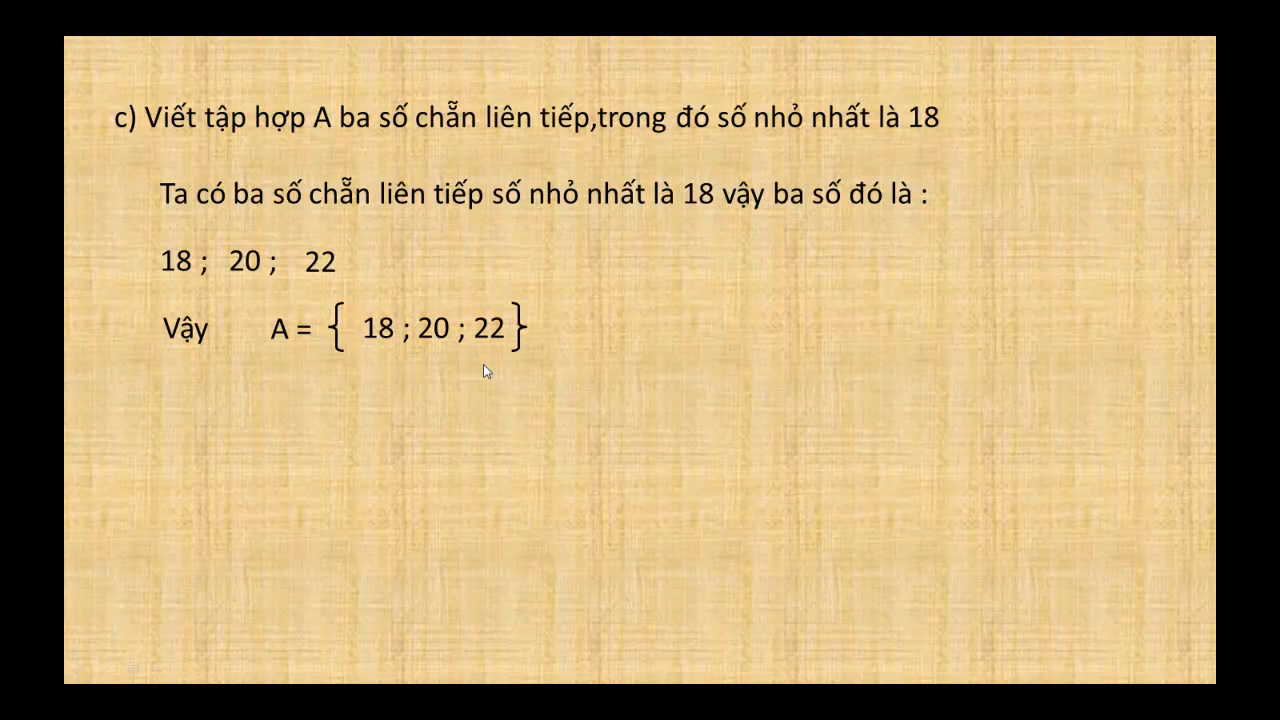 c) Viết tập hợp A ba số chẵn liên tiếp,trong đó số nhỏ nhất là 18
Ta có ba số chẵn liên tiếp số nhỏ nhất là 18 vậy ba số đó là :
18 ; 20 ; 22
Vậy A = { 18 ; 20 ; 22 }